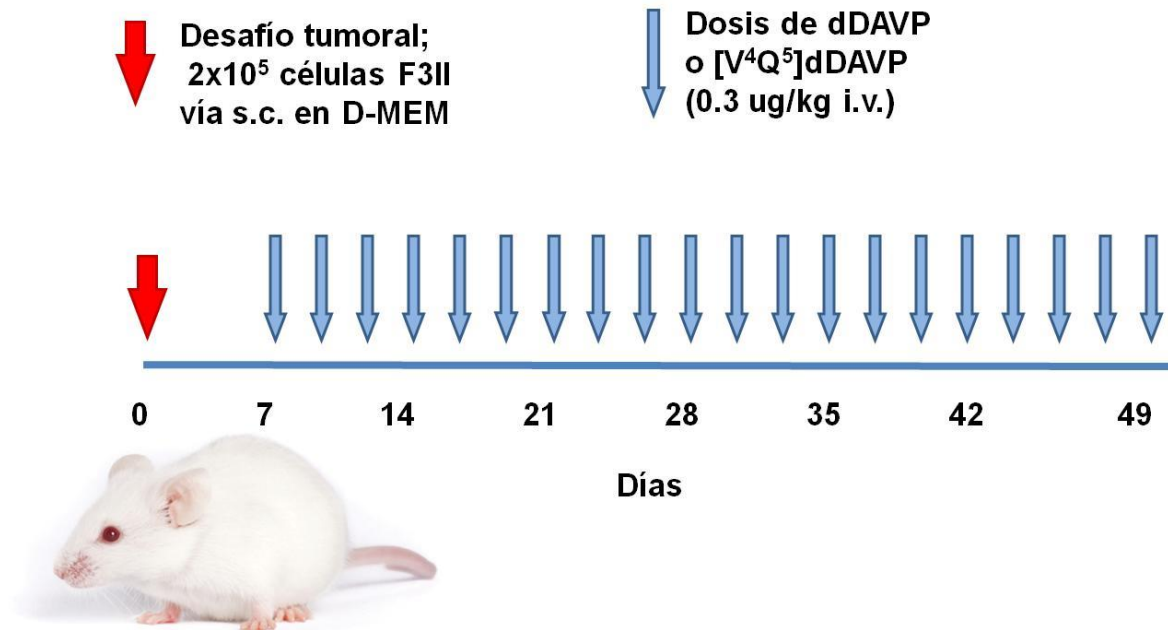 Desafío tumoral;
2x10⁵ células F3II
vía s.c. en D-MEM
Dosis de dDAVP
o [V⁴Q⁵]dDAVP
(0.3 ug/kg i.v.)
0 7 14 21 28 35 42 49
Días